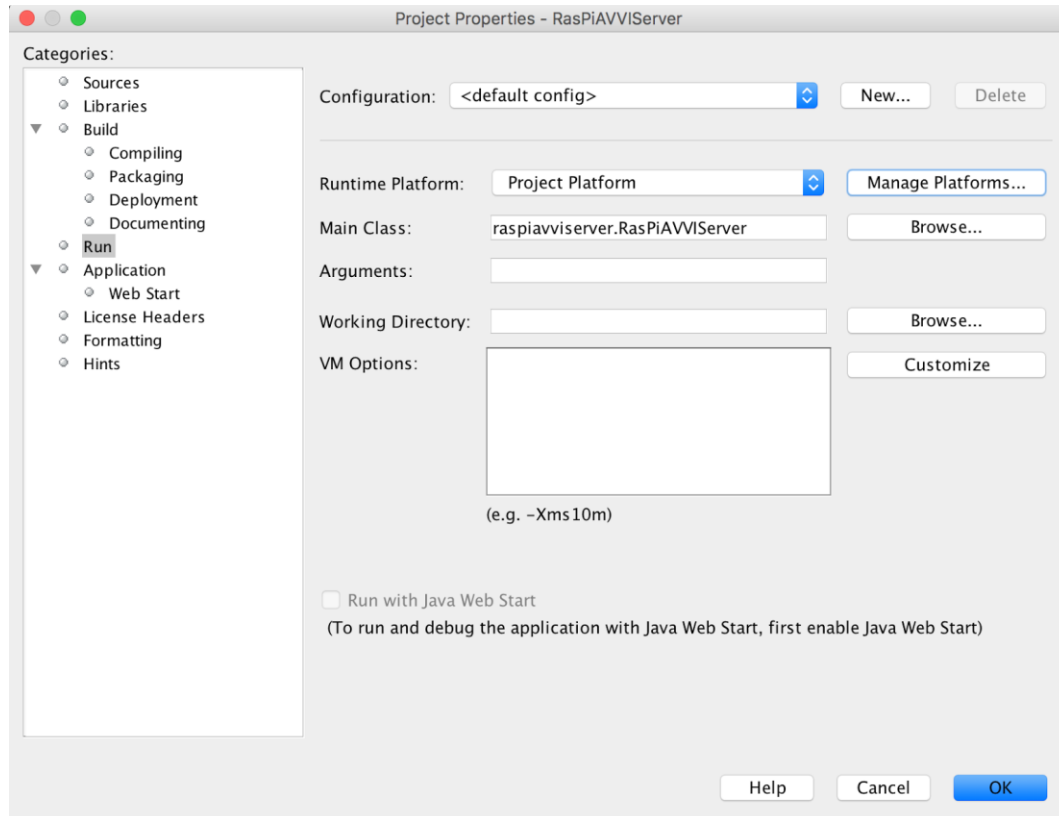 Project Properties - RasPiAVVIServer
Categories:
Sources
Libraries
Build
Compiling
Packaging
Deployment
Documenting
Run
Application
Web Start
License Headers
Formatting
Hints
Configuration: <default config> New... Delete
Runtime Platform: Project Platform Manage Platforms...
Main Class: raspiavviserver.RasPiAVVIServer Browse...
Arguments:
Working Directory: Browse...
VM Options: Customize
(e.g. -Xms10m)
Run with Java Web Start
(To run and debug the application with Java Web Start, first enable Java Web Start)
Help Cancel OK